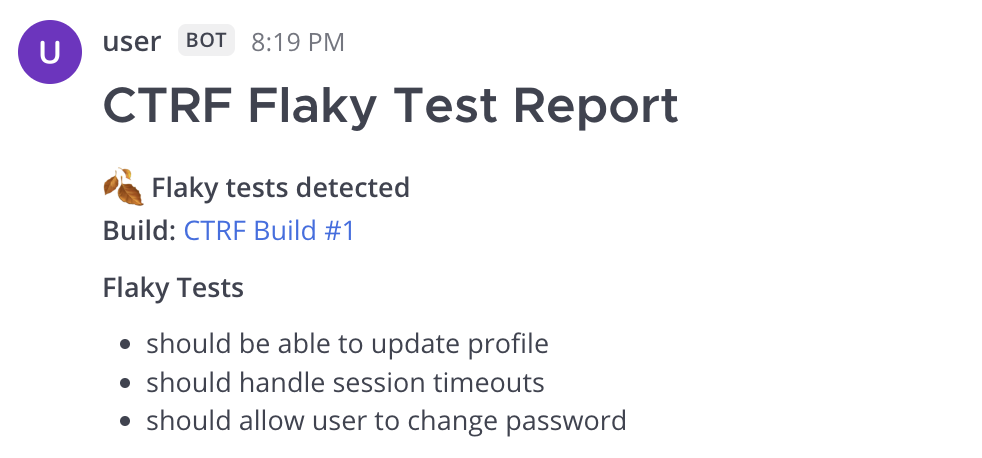 U
user BOT 8:19 PM
CTRF Flaky Test Report
🍂 Flaky tests detected
Build: CTRF Build #1
Flaky Tests
• should be able to update profile
• should handle session timeouts
• should allow user to change password